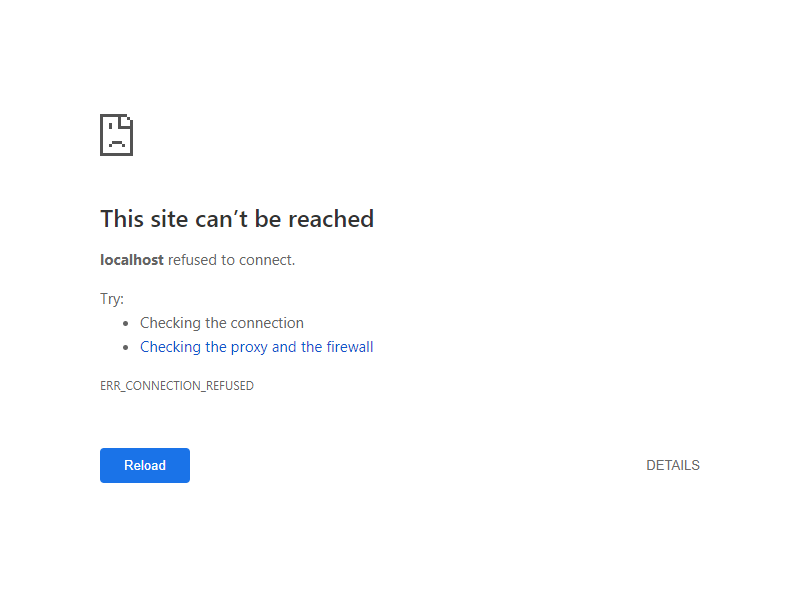 This site can’t be reached
localhost refused to connect.
Try:
Checking the connection
Checking the proxy and the firewall
ERR_CONNECTION_REFUSED
Reload
DETAILS